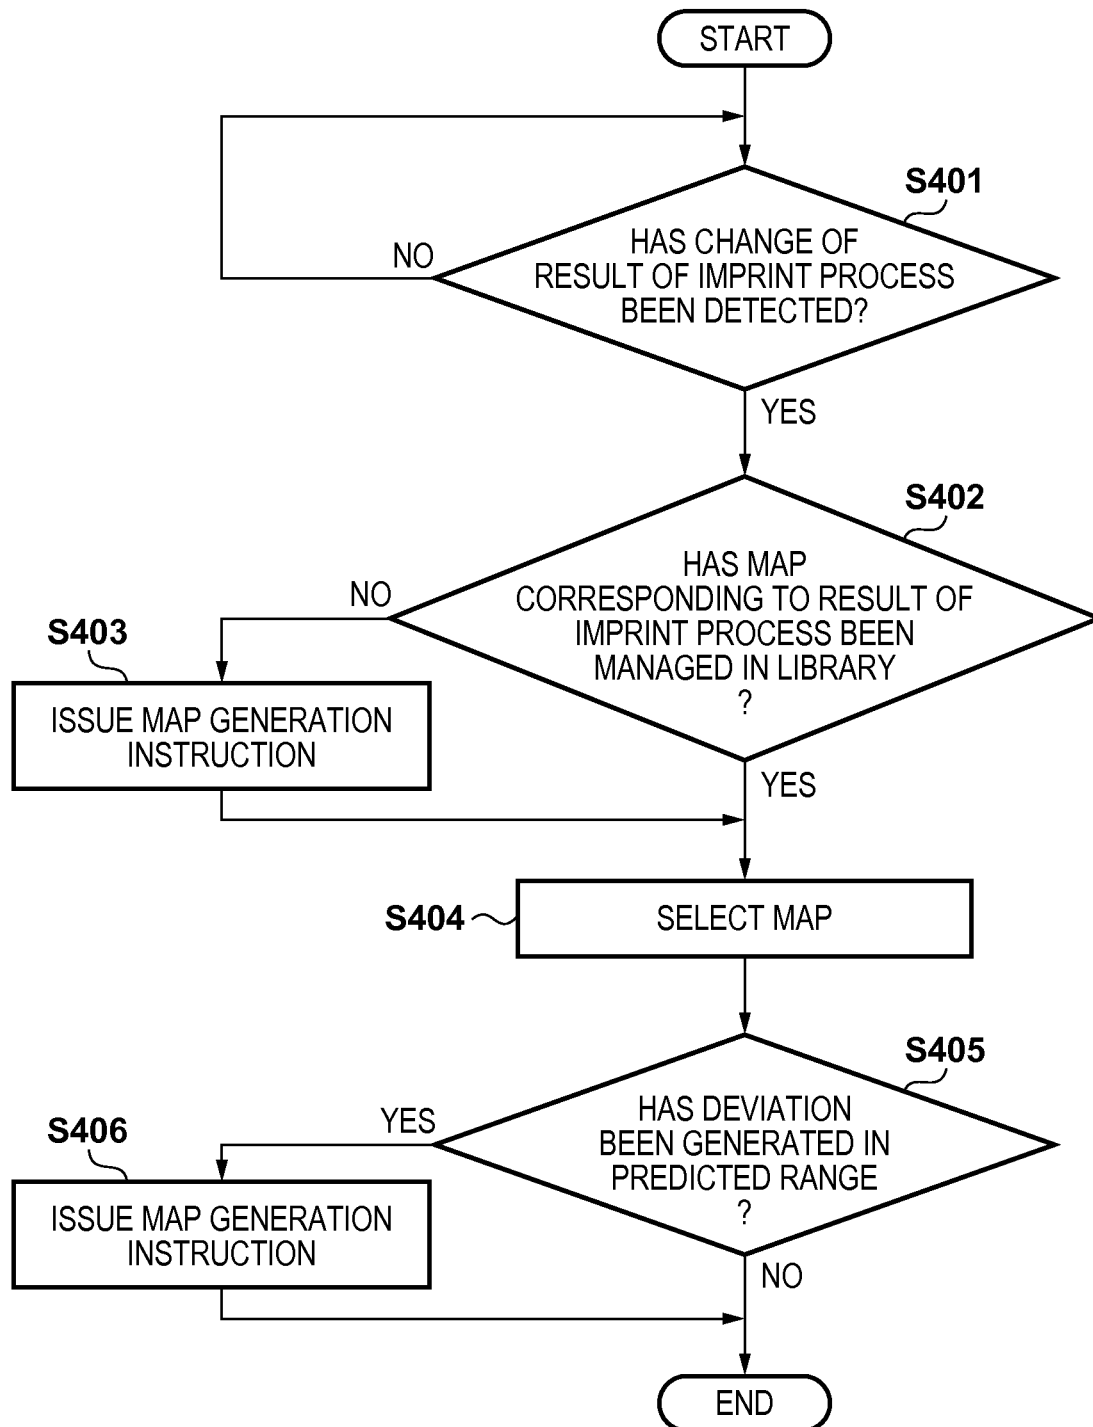 START
S401
HAS CHANGE OF
RESULT OF IMPRINT PROCESS
BEEN DETECTED?
NO
YES
S402
HAS MAP
CORRESPONDING TO RESULT OF
IMPRINT PROCESS BEEN
MANAGED IN LIBRARY
?
NO
S403
ISSUE MAP GENERATION
INSTRUCTION
YES
S404
SELECT MAP
S405
HAS DEVIATION
BEEN GENERATED IN
PREDICTED RANGE
?
YES
S406
ISSUE MAP GENERATION
INSTRUCTION
NO
END